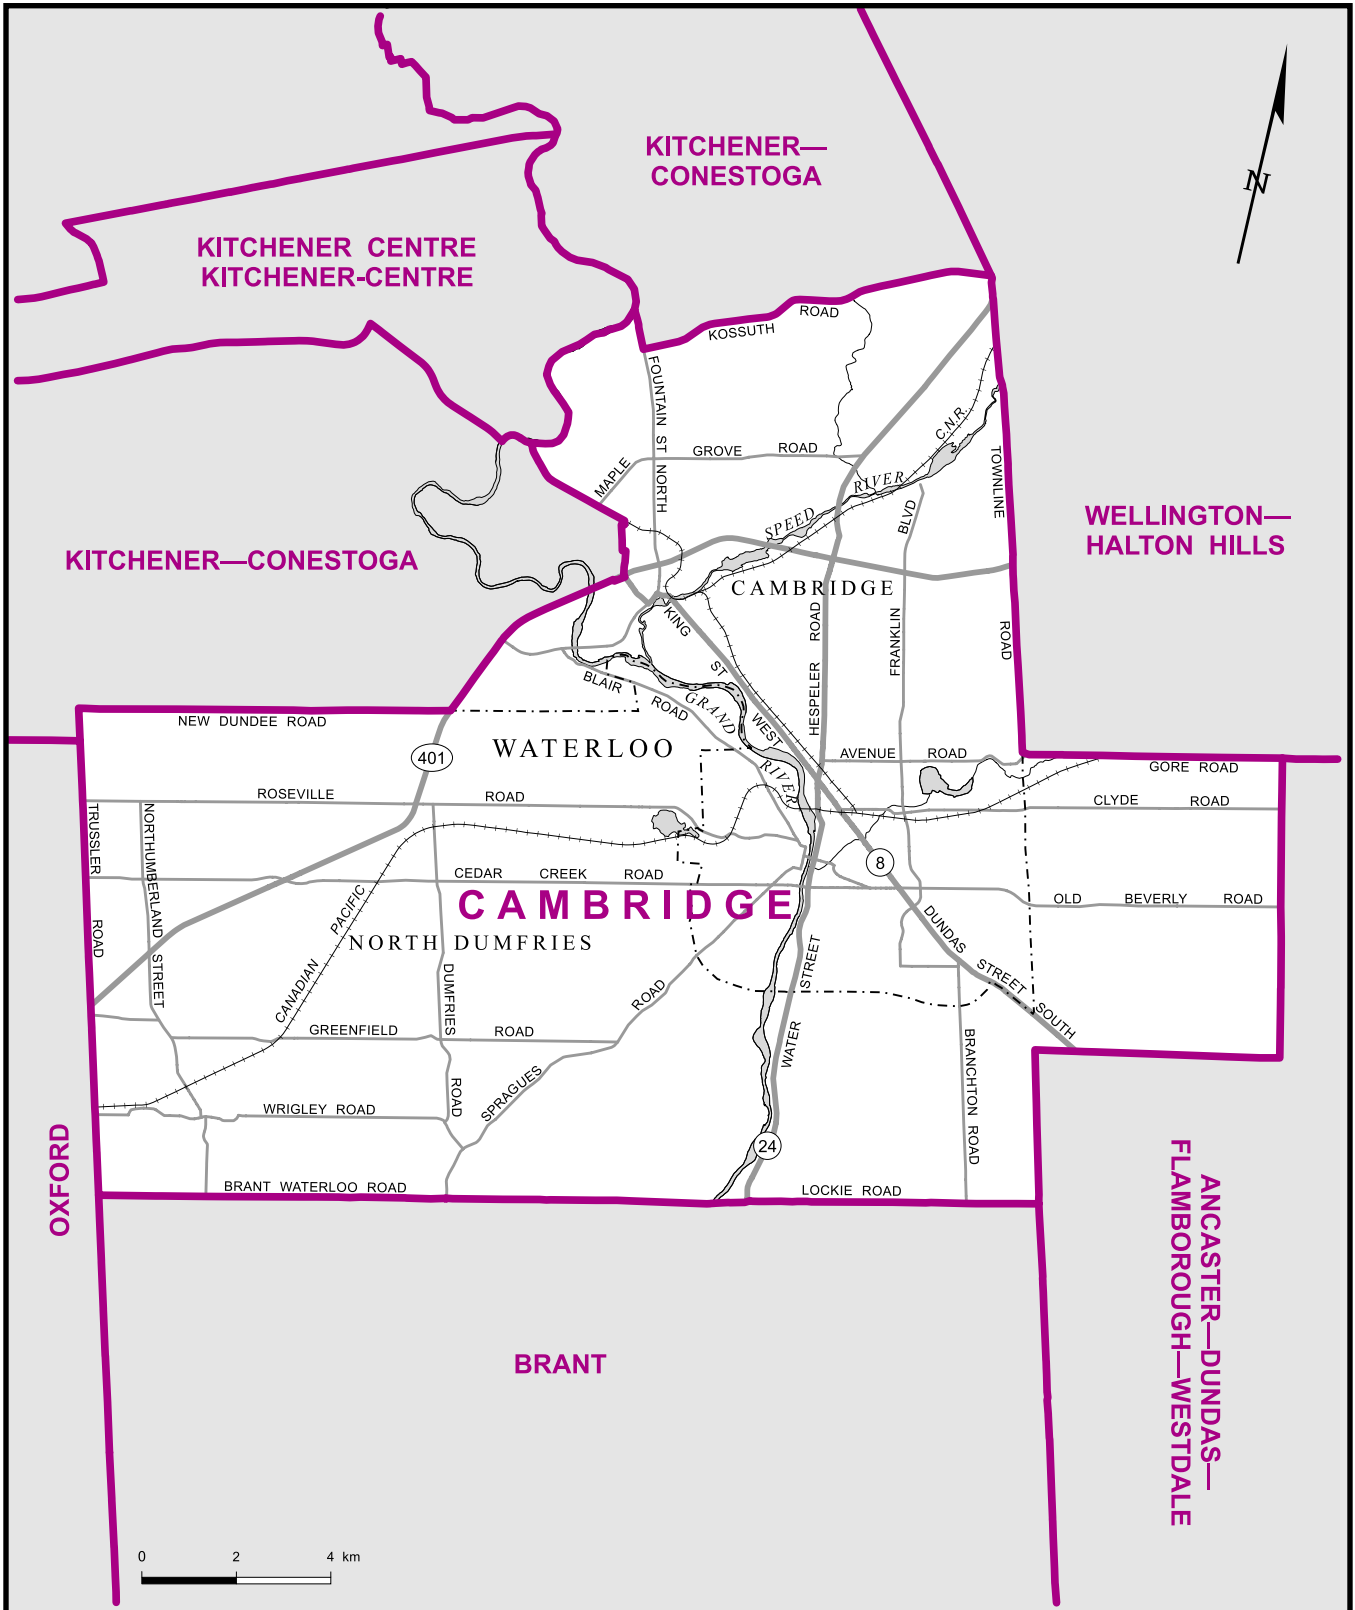 KITCHENER—
CONESTOGA
N
KITCHENER CENTRE
KITCHENER-CENTRE
KOSSUTH ROAD
FOUNTAIN ST NORTH
C.N.R.
MAPLE GROVE ROAD
TOWNLINE ROAD
SPEED RIVER
BLVD
FRANKLIN
WELLINGTON—
HALTON HILLS
KITCHENER—CONESTOGA
CAMBRIDGE
KING ST WEST
HESPELER ROAD
BLAIR ROAD
GRAND RIVER
NEW DUNDEE ROAD
WATERLOO
401
AVENUE ROAD
GORE ROAD
ROSEVILLE ROAD
CLYDE ROAD
TRUSSLER ROAD
NORTHUMBERLAND STREET
8
CEDAR CREEK ROAD
CAMBRIDGE
OLD BEVERLY ROAD
CANADIAN PACIFIC
NORTH DUMFRIES
DUNDAS STREET SOUTH
DUMFRIES ROAD
WATER STREET
GREENFIELD ROAD
SPRAGUES ROAD
BRANCHTON ROAD
WRIGLEY ROAD
24
BRANT WATERLOO ROAD
LOCKIE ROAD
OXFORD
ANCASTER—DUNDAS—
FLAMBOROUGH—WESTDALE
BRANT
0 2 4 km